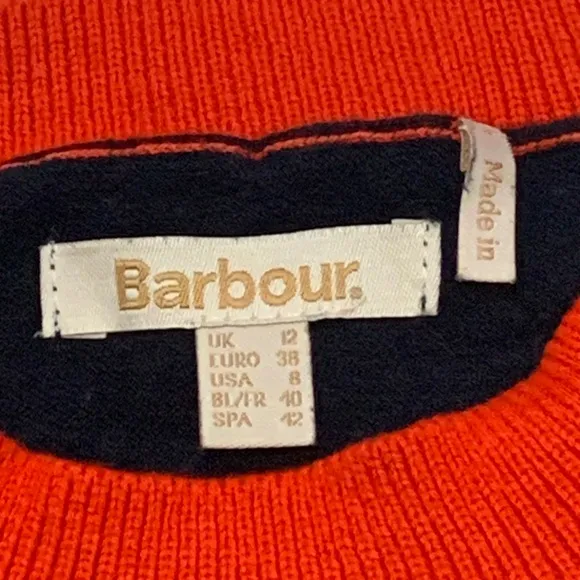 Barbour.
UK 12
EURO 38
USA 8
BL/FR 40
SPA 42
Made in